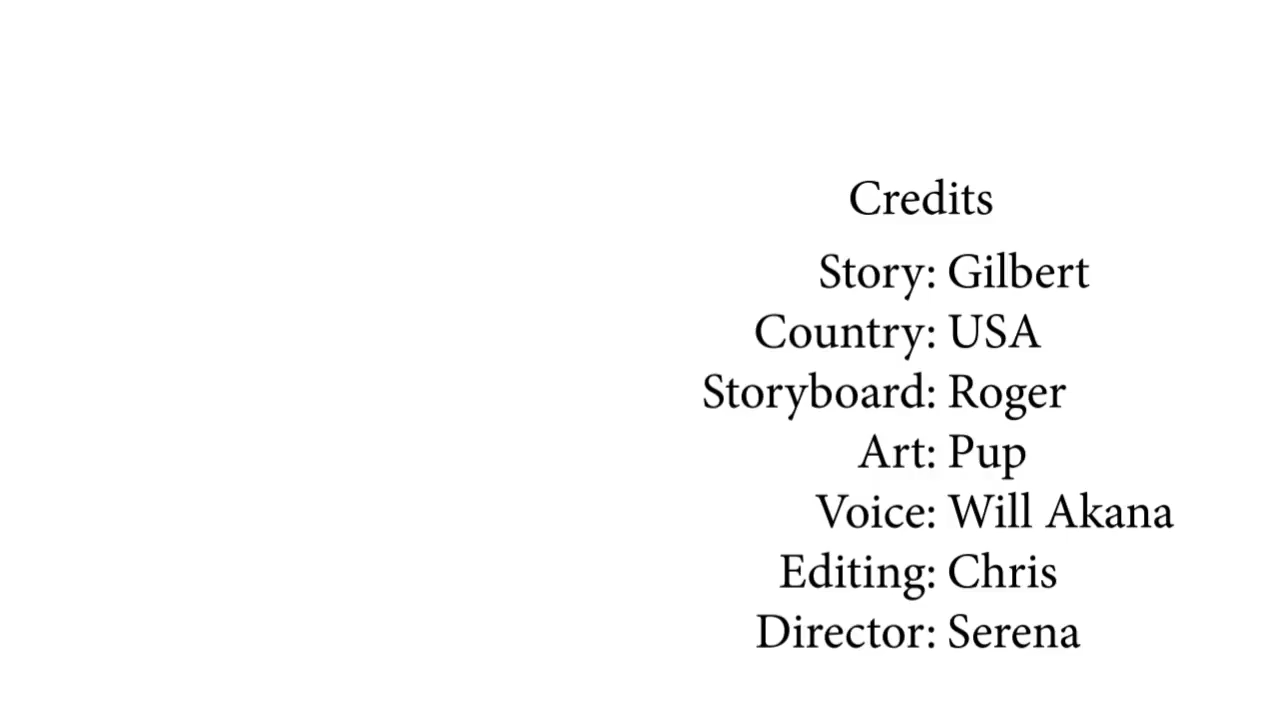 Credits
Story: Gilbert
Country: USA
Storyboard: Roger
Art: Pup
Voice: Will Akana
Editing: Chris
Director: Serena